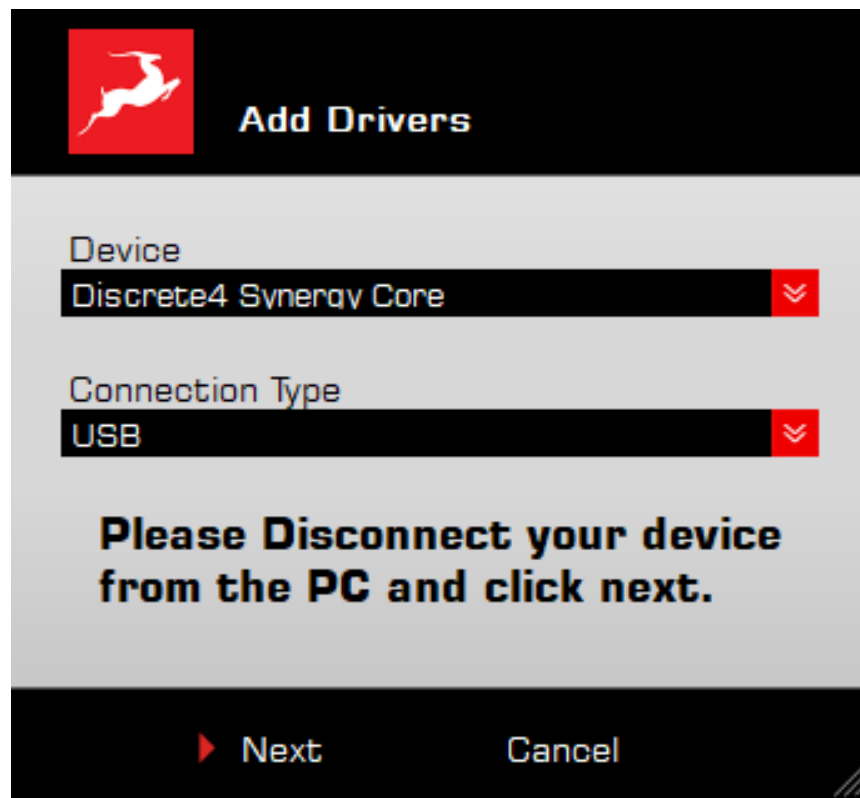 Add Drivers
Device
Discrete4 Synergy Core
Connection Type
USB
Please Disconnect your device
from the PC and click next.
Next Cancel